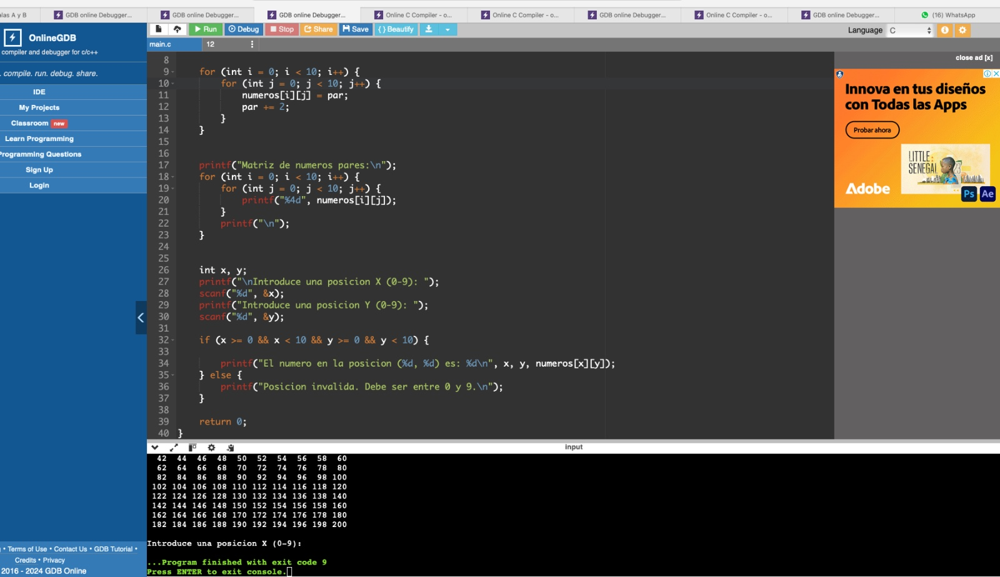 alas A y B
GDB online Debugger...
GDB online Debugger...
GDB online Debugger...
Online C Compiler - o...
Online C Compiler - o...
GDB online Debugger...
Online C Compiler - o...
GDB online Debugger...
(16) WhatsApp
OnlineGDB
compiler and debugger for c/c++
. compile. run. debug. share.
IDE
My Projects
Classroom new
Learn Programming
Programming Questions
Sign Up
Login
• Terms of Use • Contact Us • GDB Tutorial •
Credits • Privacy
2016 - 2024 GDB Online
Run Debug Stop Share Save { } Beautify
Language C
main.c 12
8
9 for (int i = 0; i < 10; i++) {
10 for (int j = 0; j < 10; j++) {
11 numeros[i][j] = par;
12 par += 2;
13 }
14 }
15
16
17 printf("Matriz de numeros pares:\n");
18 for (int i = 0; i < 10; i++) {
19 for (int j = 0; j < 10; j++) {
20 printf("%4d", numeros[i][j]);
21 }
22 printf("\n");
23 }
24
25
26 int x, y;
27 printf("\nIntroduce una posicion X (0-9): ");
28 scanf("%d", &x);
29 printf("Introduce una posicion Y (0-9): ");
30 scanf("%d", &y);
31
32 if (x >= 0 && x < 10 && y >= 0 && y < 10) {
33
34 printf("El numero en la posicion (%d, %d) es: %d\n", x, y, numeros[x][y]);
35 } else {
36 printf("Posicion invalida. Debe ser entre 0 y 9.\n");
37 }
38
39 return 0;
40 }
close ad [x]
Innova en tus diseños
con Todas las Apps
Probar ahora
LITTLE
SENEGAL
23
Adobe
Ps Ae
input
42 44 46 48 50 52 54 56 58 60
62 64 66 68 70 72 74 76 78 80
82 84 86 88 90 92 94 96 98 100
102 104 106 108 110 112 114 116 118 120
122 124 126 128 130 132 134 136 138 140
142 144 146 148 150 152 154 156 158 160
162 164 166 168 170 172 174 176 178 180
182 184 186 188 190 192 194 196 198 200
Introduce una posicion X (0-9):
...Program finished with exit code 9
Press ENTER to exit console.